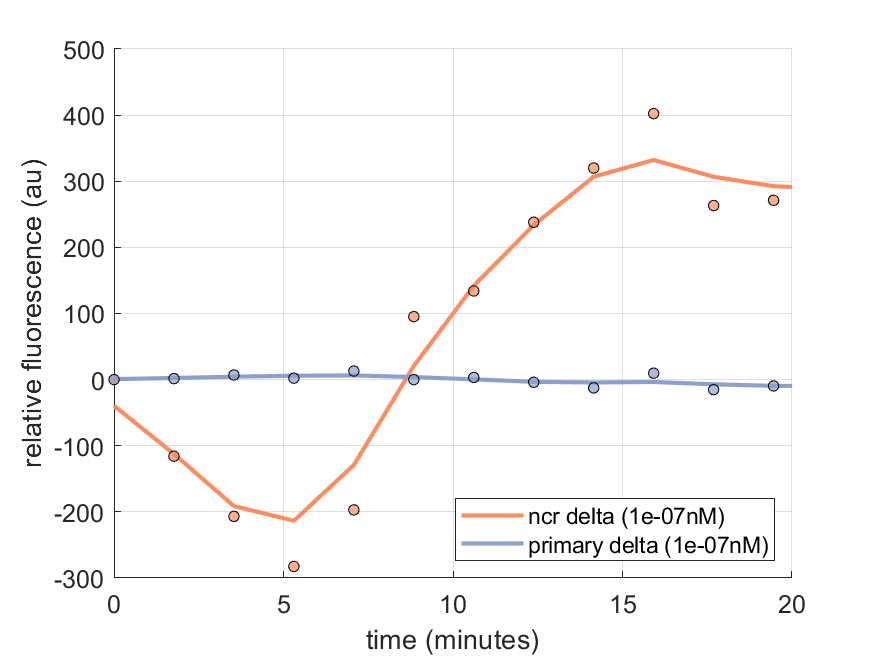 500
400
300
200
100
0
-100
-200
-300
0 5 10 15 20
relative fluorescence (au)
time (minutes)
ncr delta (1e-07nM)
primary delta (1e-07nM)